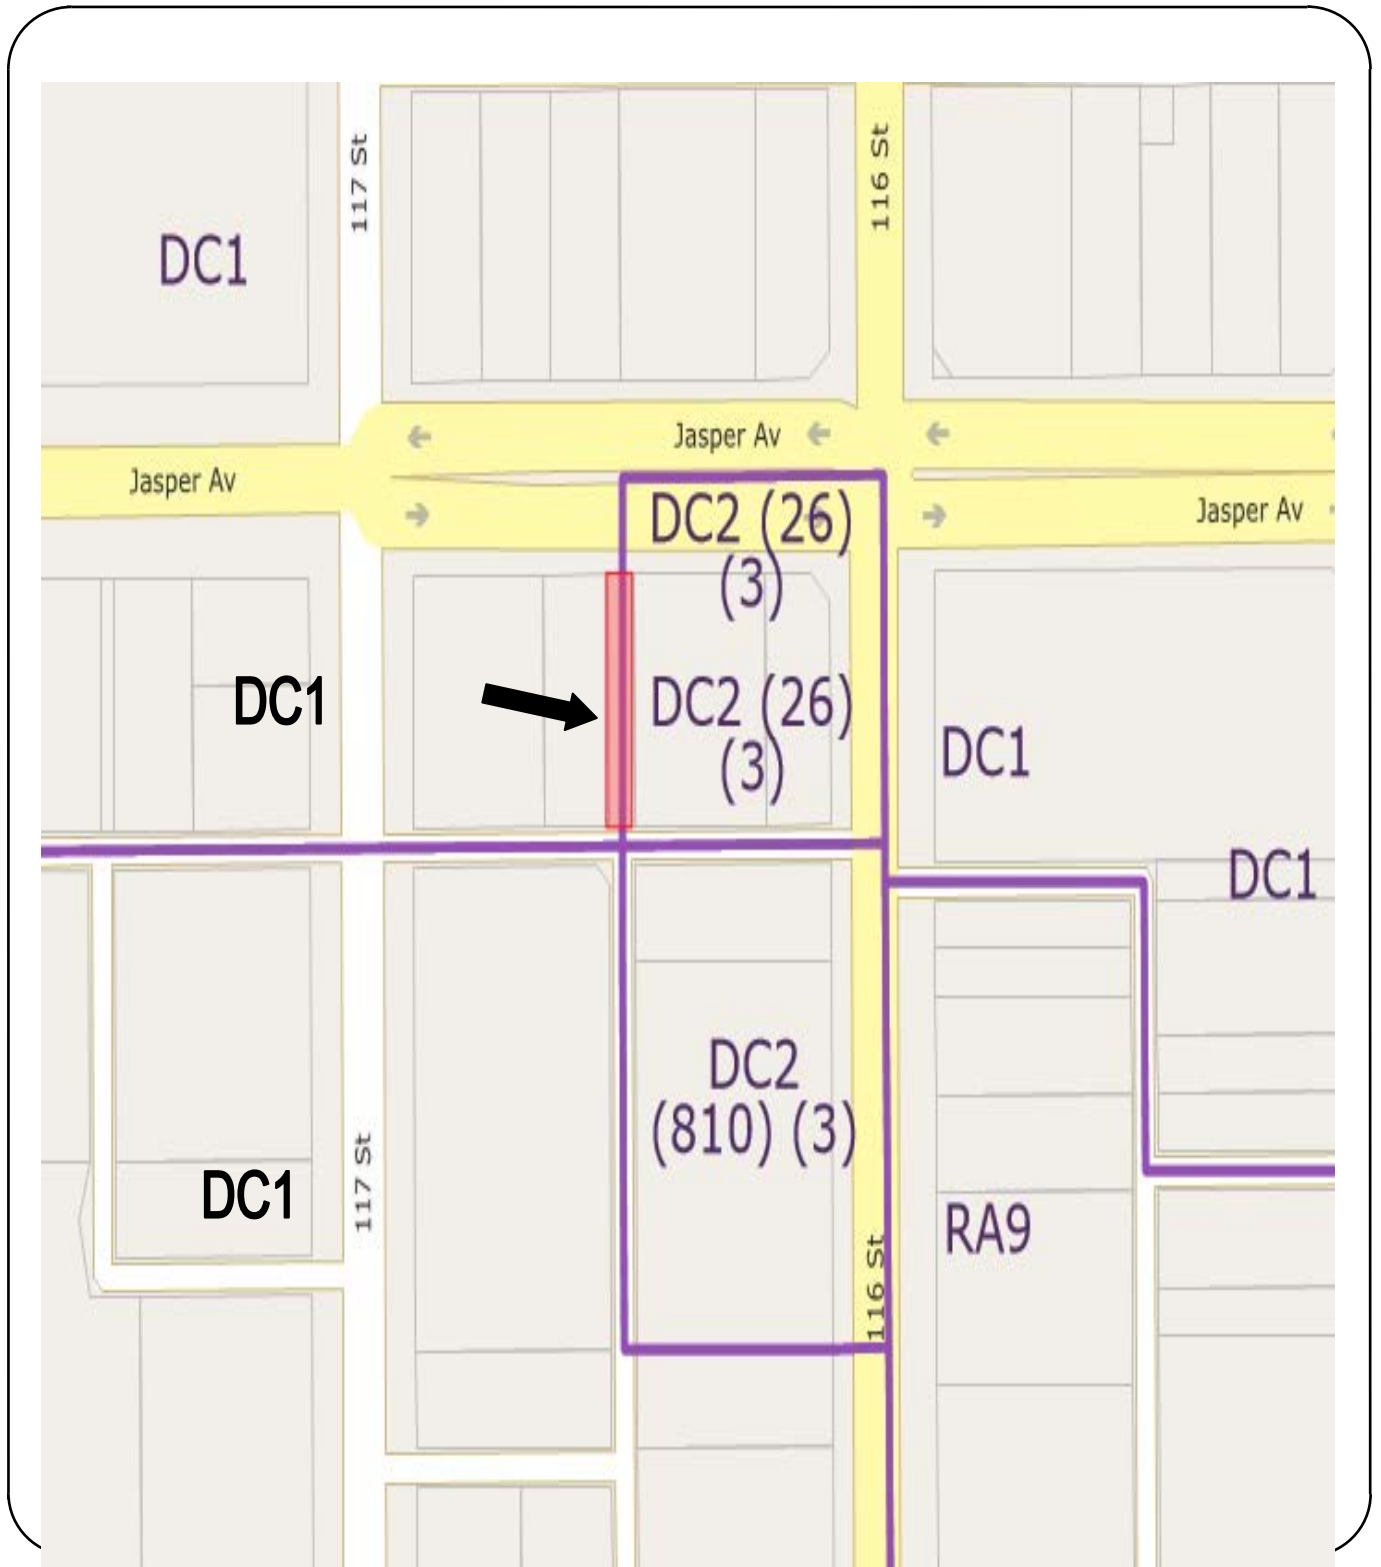 117 St
116 St
DC1
Jasper Av
Jasper Av
Jasper Av
DC2 (26)
(3)
DC1
DC2 (26)
(3)
DC1
DC1
DC2
(810) (3)
117 St
DC1
RA9
116 St